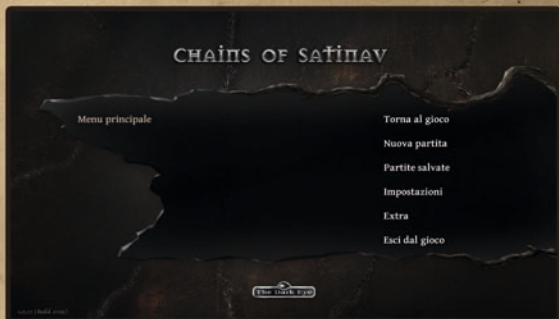 CHAINS OF SATINAV
Menu principale
Torna al gioco
Nuova partita
Partite salvate
Impostazioni
Extra
Esci dal gioco
The Dark Eye